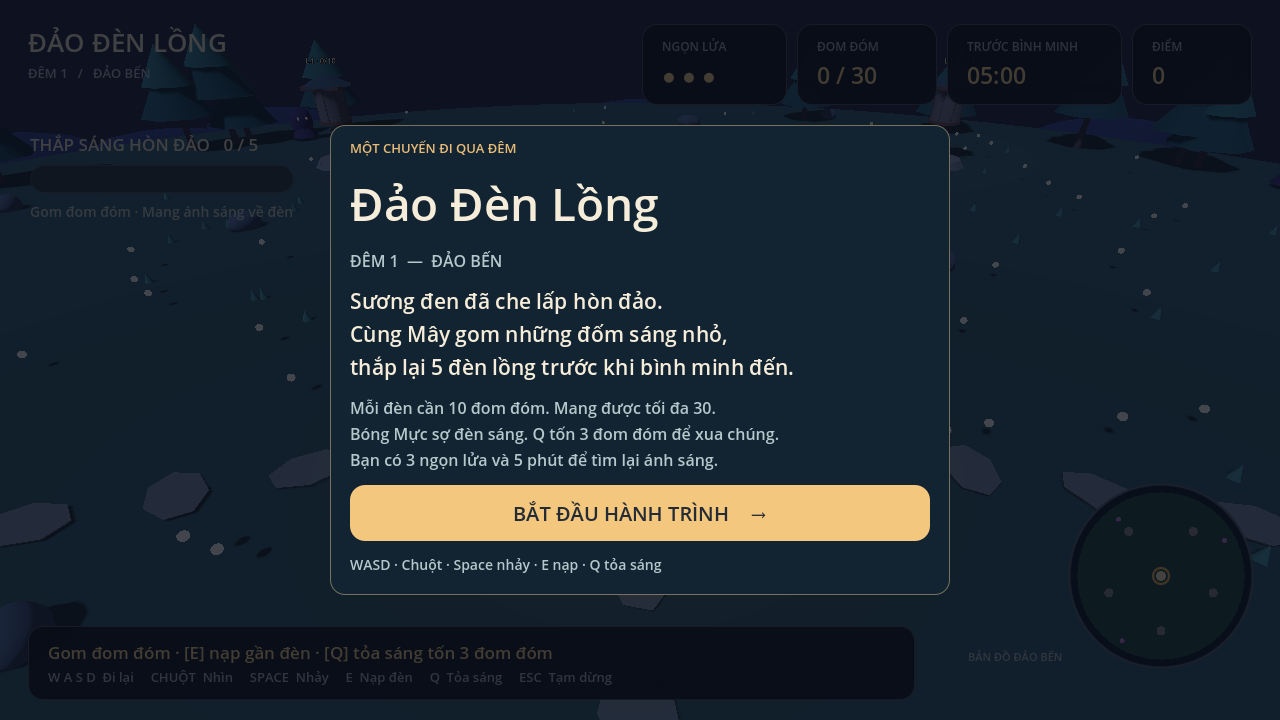 ĐẢO ĐÈN LỒNG
ĐÊM 1 / ĐẢO BẾN
NGỌN LỬA
ĐOM ĐÓM
0 / 30
TRƯỚC BÌNH MINH
05:00
ĐIỂM
0
THẮP SÁNG HÒN ĐẢO 0 / 5
Gom đom đóm · Mang ánh sáng về đèn
MỘT CHUYẾN ĐI QUA ĐÊM
Đảo Đèn Lồng
ĐÊM 1 — ĐẢO BẾN
Sương đen đã che lấp hòn đảo.
Cùng Mây gom những đốm sáng nhỏ,
thắp lại 5 đèn lồng trước khi bình minh đến.
Mỗi đèn cần 10 đom đóm. Mang được tối đa 30.
Bóng Mực sợ đèn sáng. Q tốn 3 đom đóm để xua chúng.
Bạn có 3 ngọn lửa và 5 phút để tìm lại ánh sáng.
BẮT ĐẦU HÀNH TRÌNH →
WASD · Chuột · Space nhảy · E nạp · Q tỏa sáng
Gom đom đóm · [E] nạp gần đèn · [Q] tỏa sáng tốn 3 đom đóm
W A S D Đi lại CHUỘT Nhìn SPACE Nhảy E Nạp đèn Q Tỏa sáng ESC Tạm dừng
BẢN ĐỒ ĐẢO BẾN